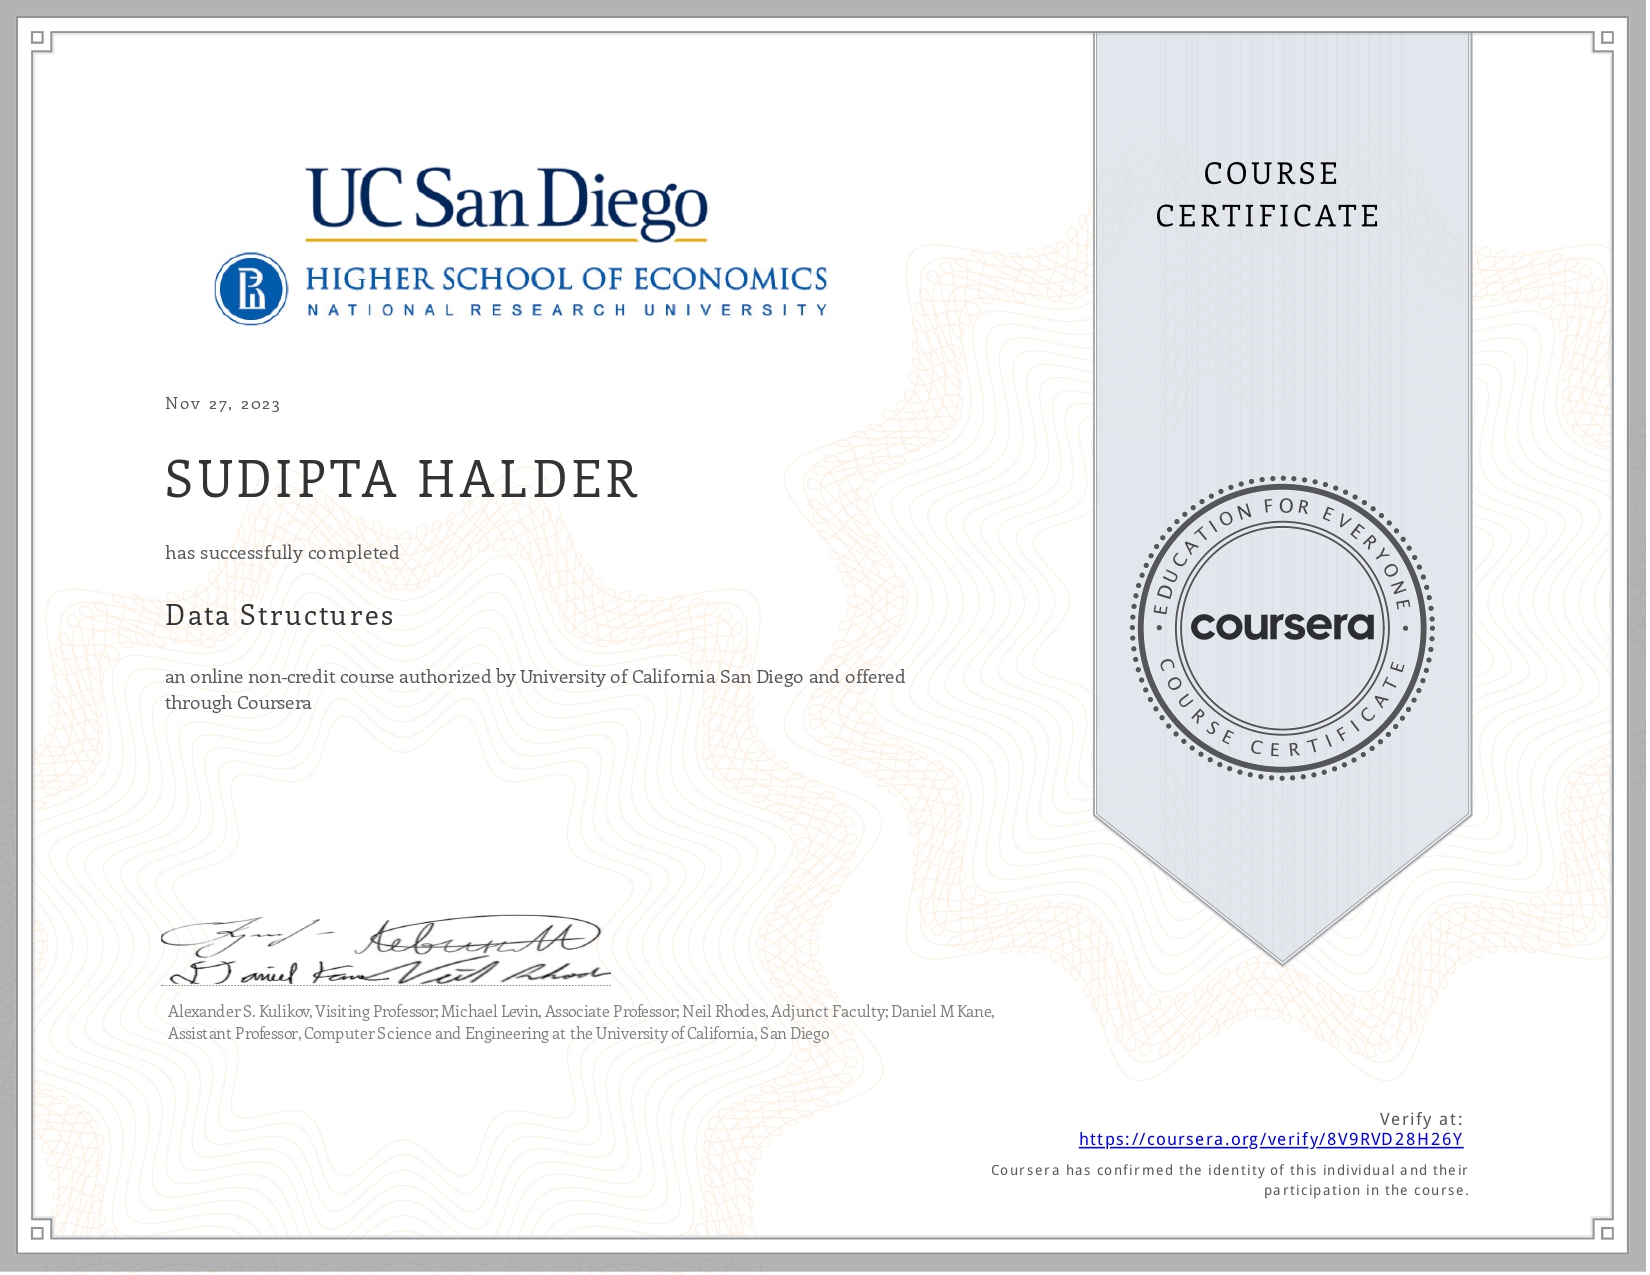 UC San Diego
HIGHER SCHOOL OF ECONOMICS
NATIONAL RESEARCH UNIVERSITY
COURSE
CERTIFICATE
Nov 27, 2023
SUDIPTA HALDER
has successfully completed
Data Structures
an online non-credit course authorized by University of California San Diego and offered
through Coursera
EDUCATION FOR EVERYONE
coursera
COURSE CERTIFICATE
Daniel Kane Neil Rhodes
Alexander S. Kulikov, Visiting Professor; Michael Levin, Associate Professor; Neil Rhodes, Adjunct Faculty; Daniel M Kane,
Assistant Professor, Computer Science and Engineering at the University of California, San Diego
Verify at:
https://coursera.org/verify/8V9RVD28H26Y
Coursera has confirmed the identity of this individual and their
participation in the course.